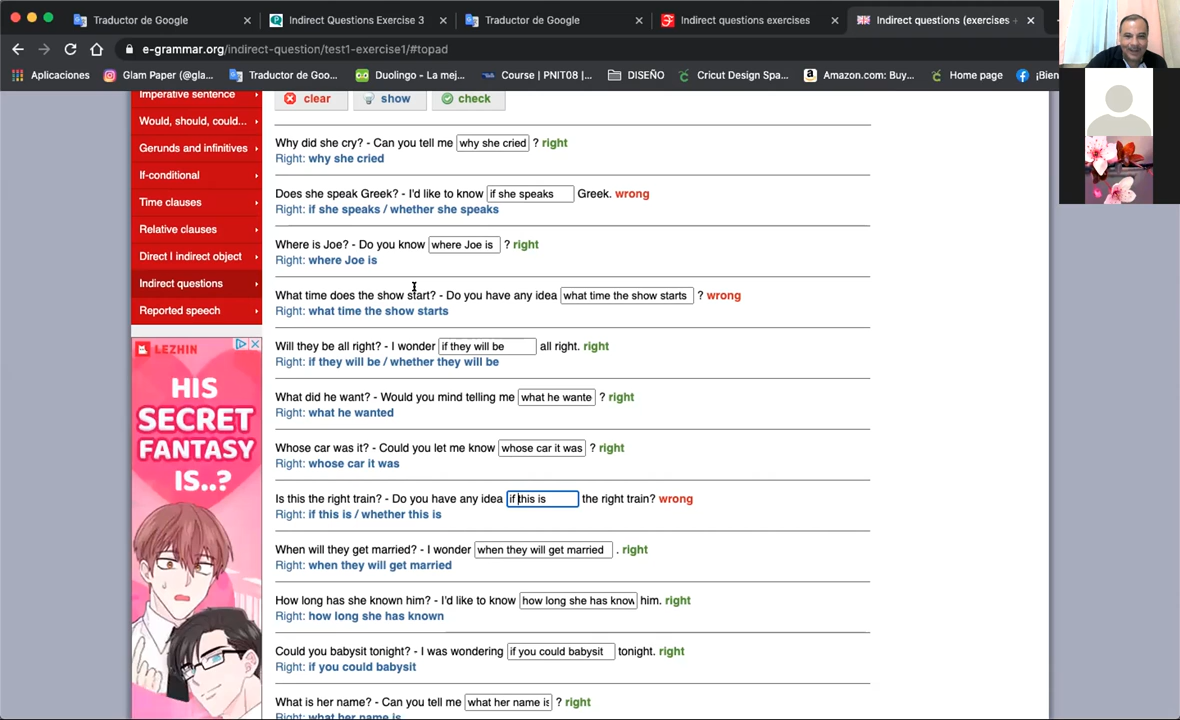 Traductor de Google
Indirect Questions Exercise 3
Traductor de Google
Indirect questions exercises
Indirect questions (exercises +
e-grammar.org/indirect-question/test1-exercise1/#topad
Aplicaciones
Glam Paper (@gla...
Traductor de Goo...
Duolingo - La mej...
Course | PNIT08 |...
DISEÑO
Cricut Design Spa...
Amazon.com: Buy...
Home page
¡Bien
Imperative sentence
Would, should, could...
Gerunds and infinitives
If-conditional
Time clauses
Relative clauses
Direct I indirect object
Indirect questions
Reported speech
LEZHIN
HIS
SECRET
FANTASY
IS..?
clear show check
Why did she cry? - Can you tell me why she cried ? right
Right: why she cried
Does she speak Greek? - I'd like to know if she speaks Greek. wrong
Right: if she speaks / whether she speaks
Where is Joe? - Do you know where Joe is ? right
Right: where Joe is
What time does the show start? - Do you have any idea what time the show starts ? wrong
Right: what time the show starts
Will they be all right? - I wonder if they will be all right. right
Right: if they will be / whether they will be
What did he want? - Would you mind telling me what he wante ? right
Right: what he wanted
Whose car was it? - Could you let me know whose car it was ? right
Right: whose car it was
Is this the right train? - Do you have any idea if this is the right train? wrong
Right: if this is / whether this is
When will they get married? - I wonder when they will get married . right
Right: when they will get married
How long has she known him? - I'd like to know how long she has know him. right
Right: how long she has known
Could you babysit tonight? - I was wondering if you could babysit tonight. right
Right: if you could babysit
What is her name? - Can you tell me what her name is ? right
Right: what her name is